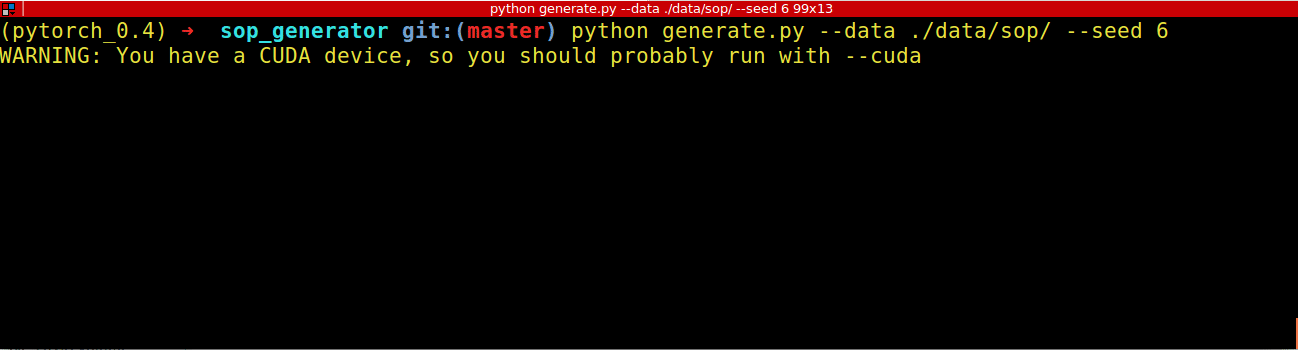 python generate.py --data ./data/sop/ --seed 6 99x13
(pytorch_0.4) ➜ sop_generator git:(master) python generate.py --data ./data/sop/ --seed 6
WARNING: You have a CUDA device, so you should probably run with --cuda